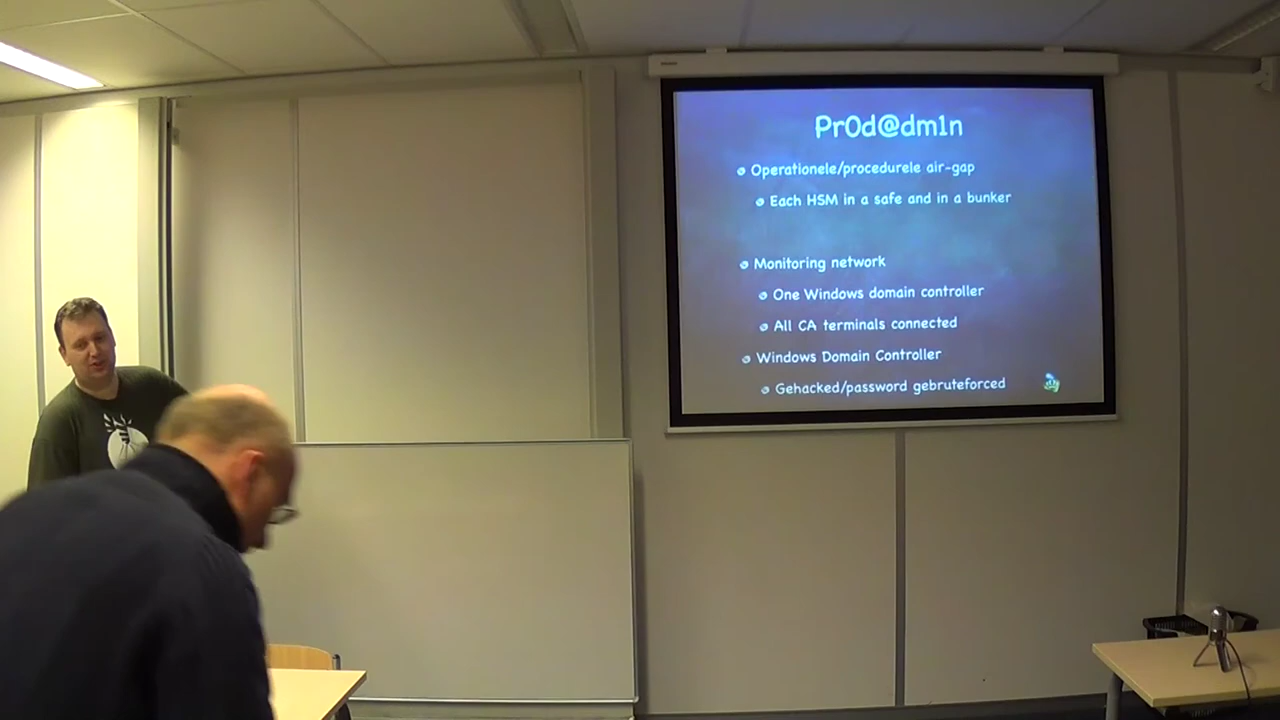 Pr0d@dm1n
Operationele/procedurele air-gap
Each HSM in a safe and in a bunker
Monitoring network
One Windows domain controller
All CA terminals connected
Windows Domain Controller
Gehacked/password gebruteforced